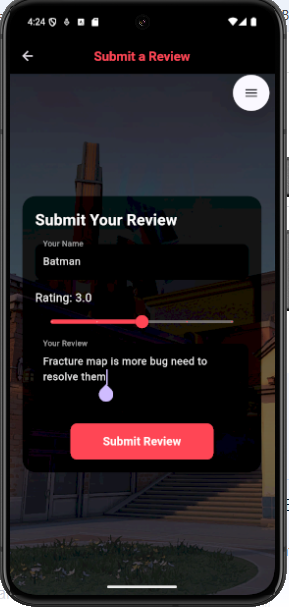 4:24
Submit a Review
Submit Your Review
Your Name
Batman
Rating: 3.0
Your Review
Fracture map is more bug need to
resolve them
Submit Review